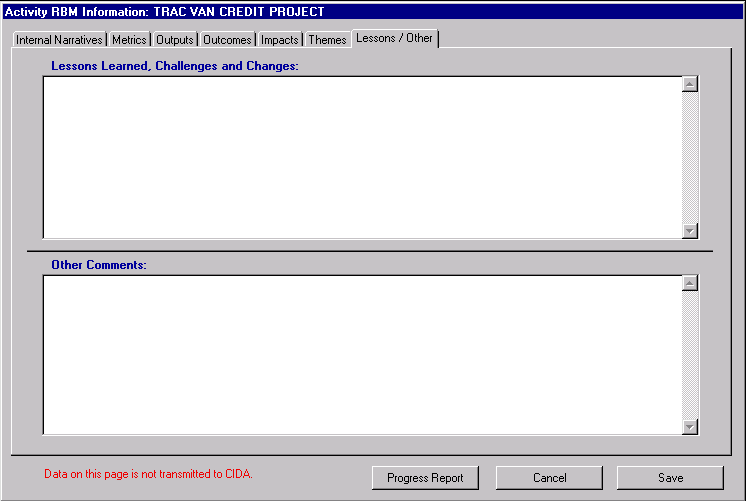 Activity RBM Information: TRAC VAN CREDIT PROJECT
Internal Narratives Metrics Outputs Outcomes Impacts Themes Lessons / Other
Lessons Learned, Challenges and Changes:
Other Comments:
Data on this page is not transmitted to CIDA. Progress Report Cancel Save